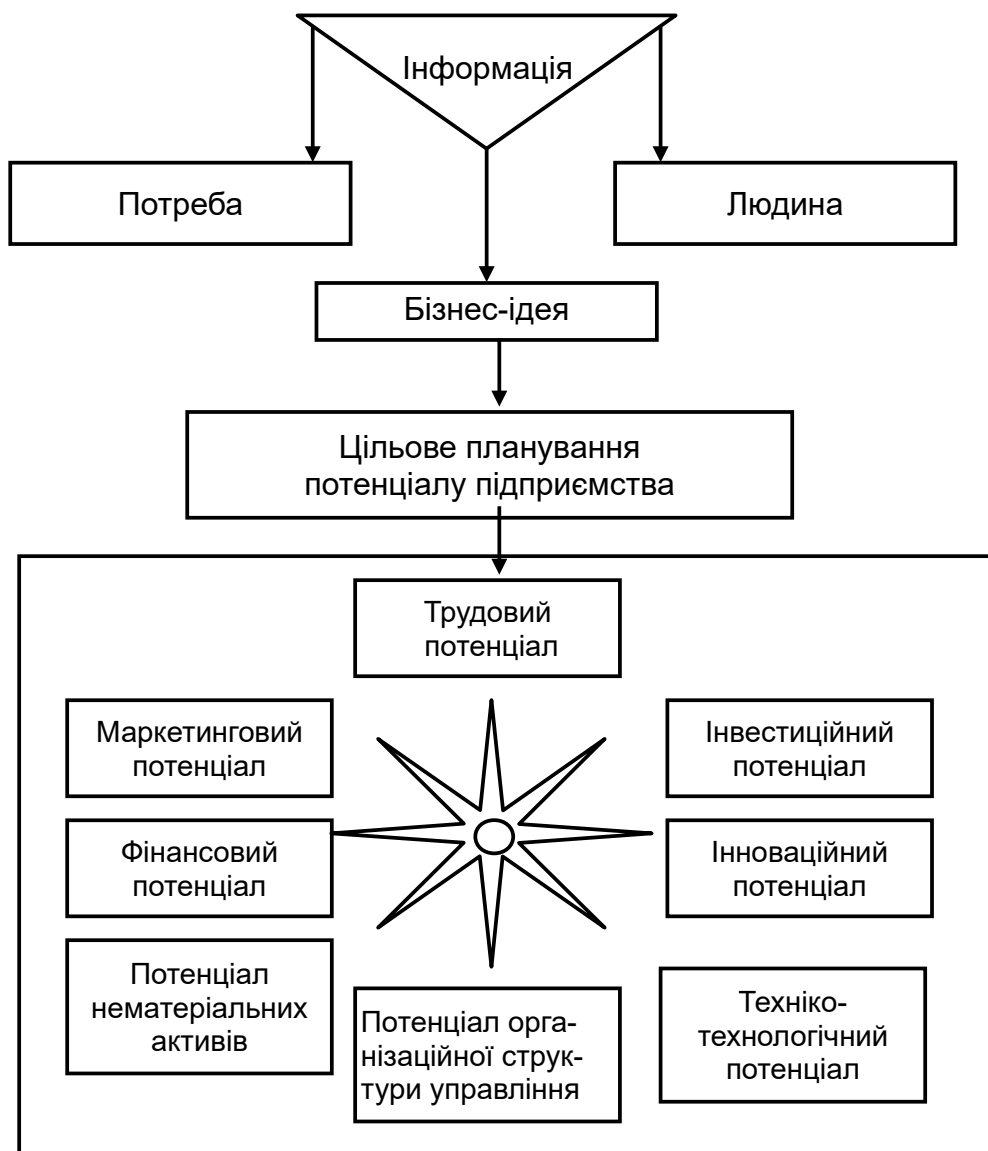 Інформація
Потреба
Людина
Бізнес-ідея
Цільове планування
потенціалу підприємства
Трудовий
потенціал
Маркетинговий
потенціал
Інвестиційний
потенціал
Фінансовий
потенціал
Інноваційний
потенціал
Потенціал
нематеріальних
активів
Потенціал орга-
нізаційної струк-
тури управління
Техніко-
технологічний
потенціал